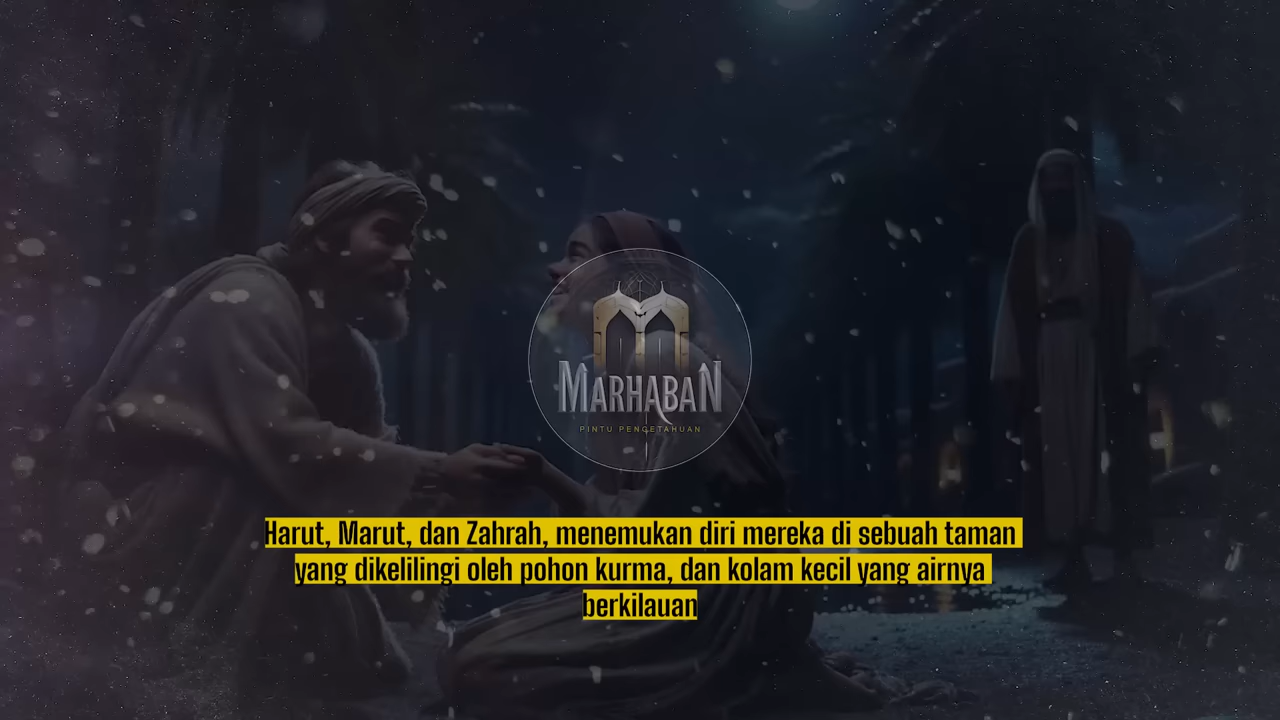 MARHABAN
PINTU PENGETAHUAN
Harut, Marut, dan Zahrah, menemukan diri mereka di sebuah taman
yang dikelilingi oleh pohon kurma, dan kolam kecil yang airnya
berkilauan